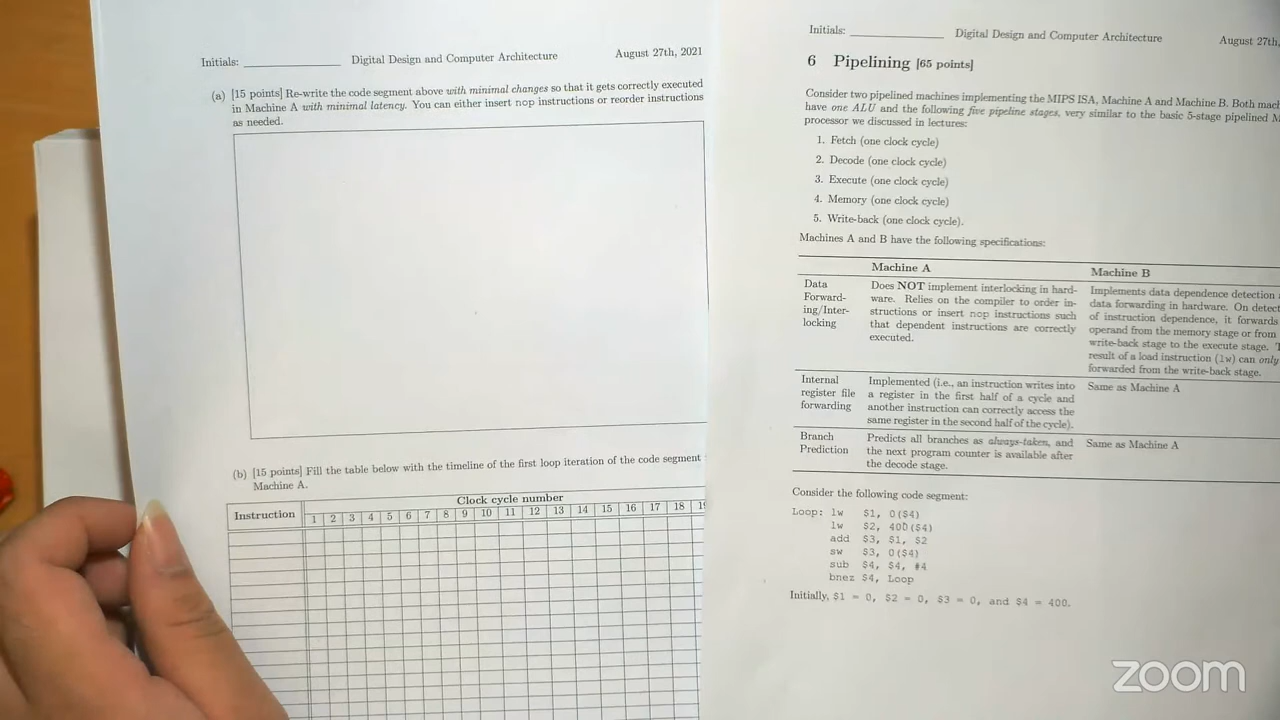 Initials: Digital Design and Computer Architecture August 27th, 2021
(a) [15 points] Re-write the code segment above with minimal changes so that it gets correctly executed
in Machine A with minimal latency. You can either insert nop instructions or reorder instructions
as needed.
(b) [15 points] Fill the table below with the timeline of the first loop iteration of the code segment
Machine A.
Clock cycle number
Instruction 1 2 3 4 5 6 7 8 9 10 11 12 13 14 15 16 17 18 19
Initials: Digital Design and Computer Architecture August 27th,
6 Pipelining [65 points]
Consider two pipelined machines implementing the MIPS ISA, Machine A and Machine B. Both
have one ALU and the following five pipeline stages, very similar to the basic 5-stage pipelined
processor we discussed in lectures:
1. Fetch (one clock cycle)
2. Decode (one clock cycle)
3. Execute (one clock cycle)
4. Memory (one clock cycle)
5. Write-back (one clock cycle).
Machines A and B have the following specifications:
Machine A Machine B
Data
Forward-
ing/Inter-
locking
Does NOT implement interlocking in hard-
ware. Relies on the compiler to order in-
structions or insert nop instructions such
that dependent instructions are correctly
executed.
Implements data dependence detection
data forwarding in hardware. On detect
of instruction dependence, it forwards
operand from the memory stage or from
write-back stage to the execute stage.
result of a load instruction (lw) can only
forwarded from the write-back stage.
Internal
register file
forwarding
Implemented (i.e., an instruction writes into
a register in the first half of a cycle and
another instruction can correctly access the
same register in the second half of the cycle).
Same as Machine A
Branch
Prediction
Predicts all branches as always-taken, and
the next program counter is available after
the decode stage.
Same as Machine A
Consider the following code segment:
Loop: lw $1, 0($4)
lw $2, 400($4)
add $3, $1, $2
sw $3, 0($4)
sub $4, $4, #4
bnez $4, Loop
Initially, $1 = 0, $2 = 0, $3 = 0, and $4 = 400.
zoom